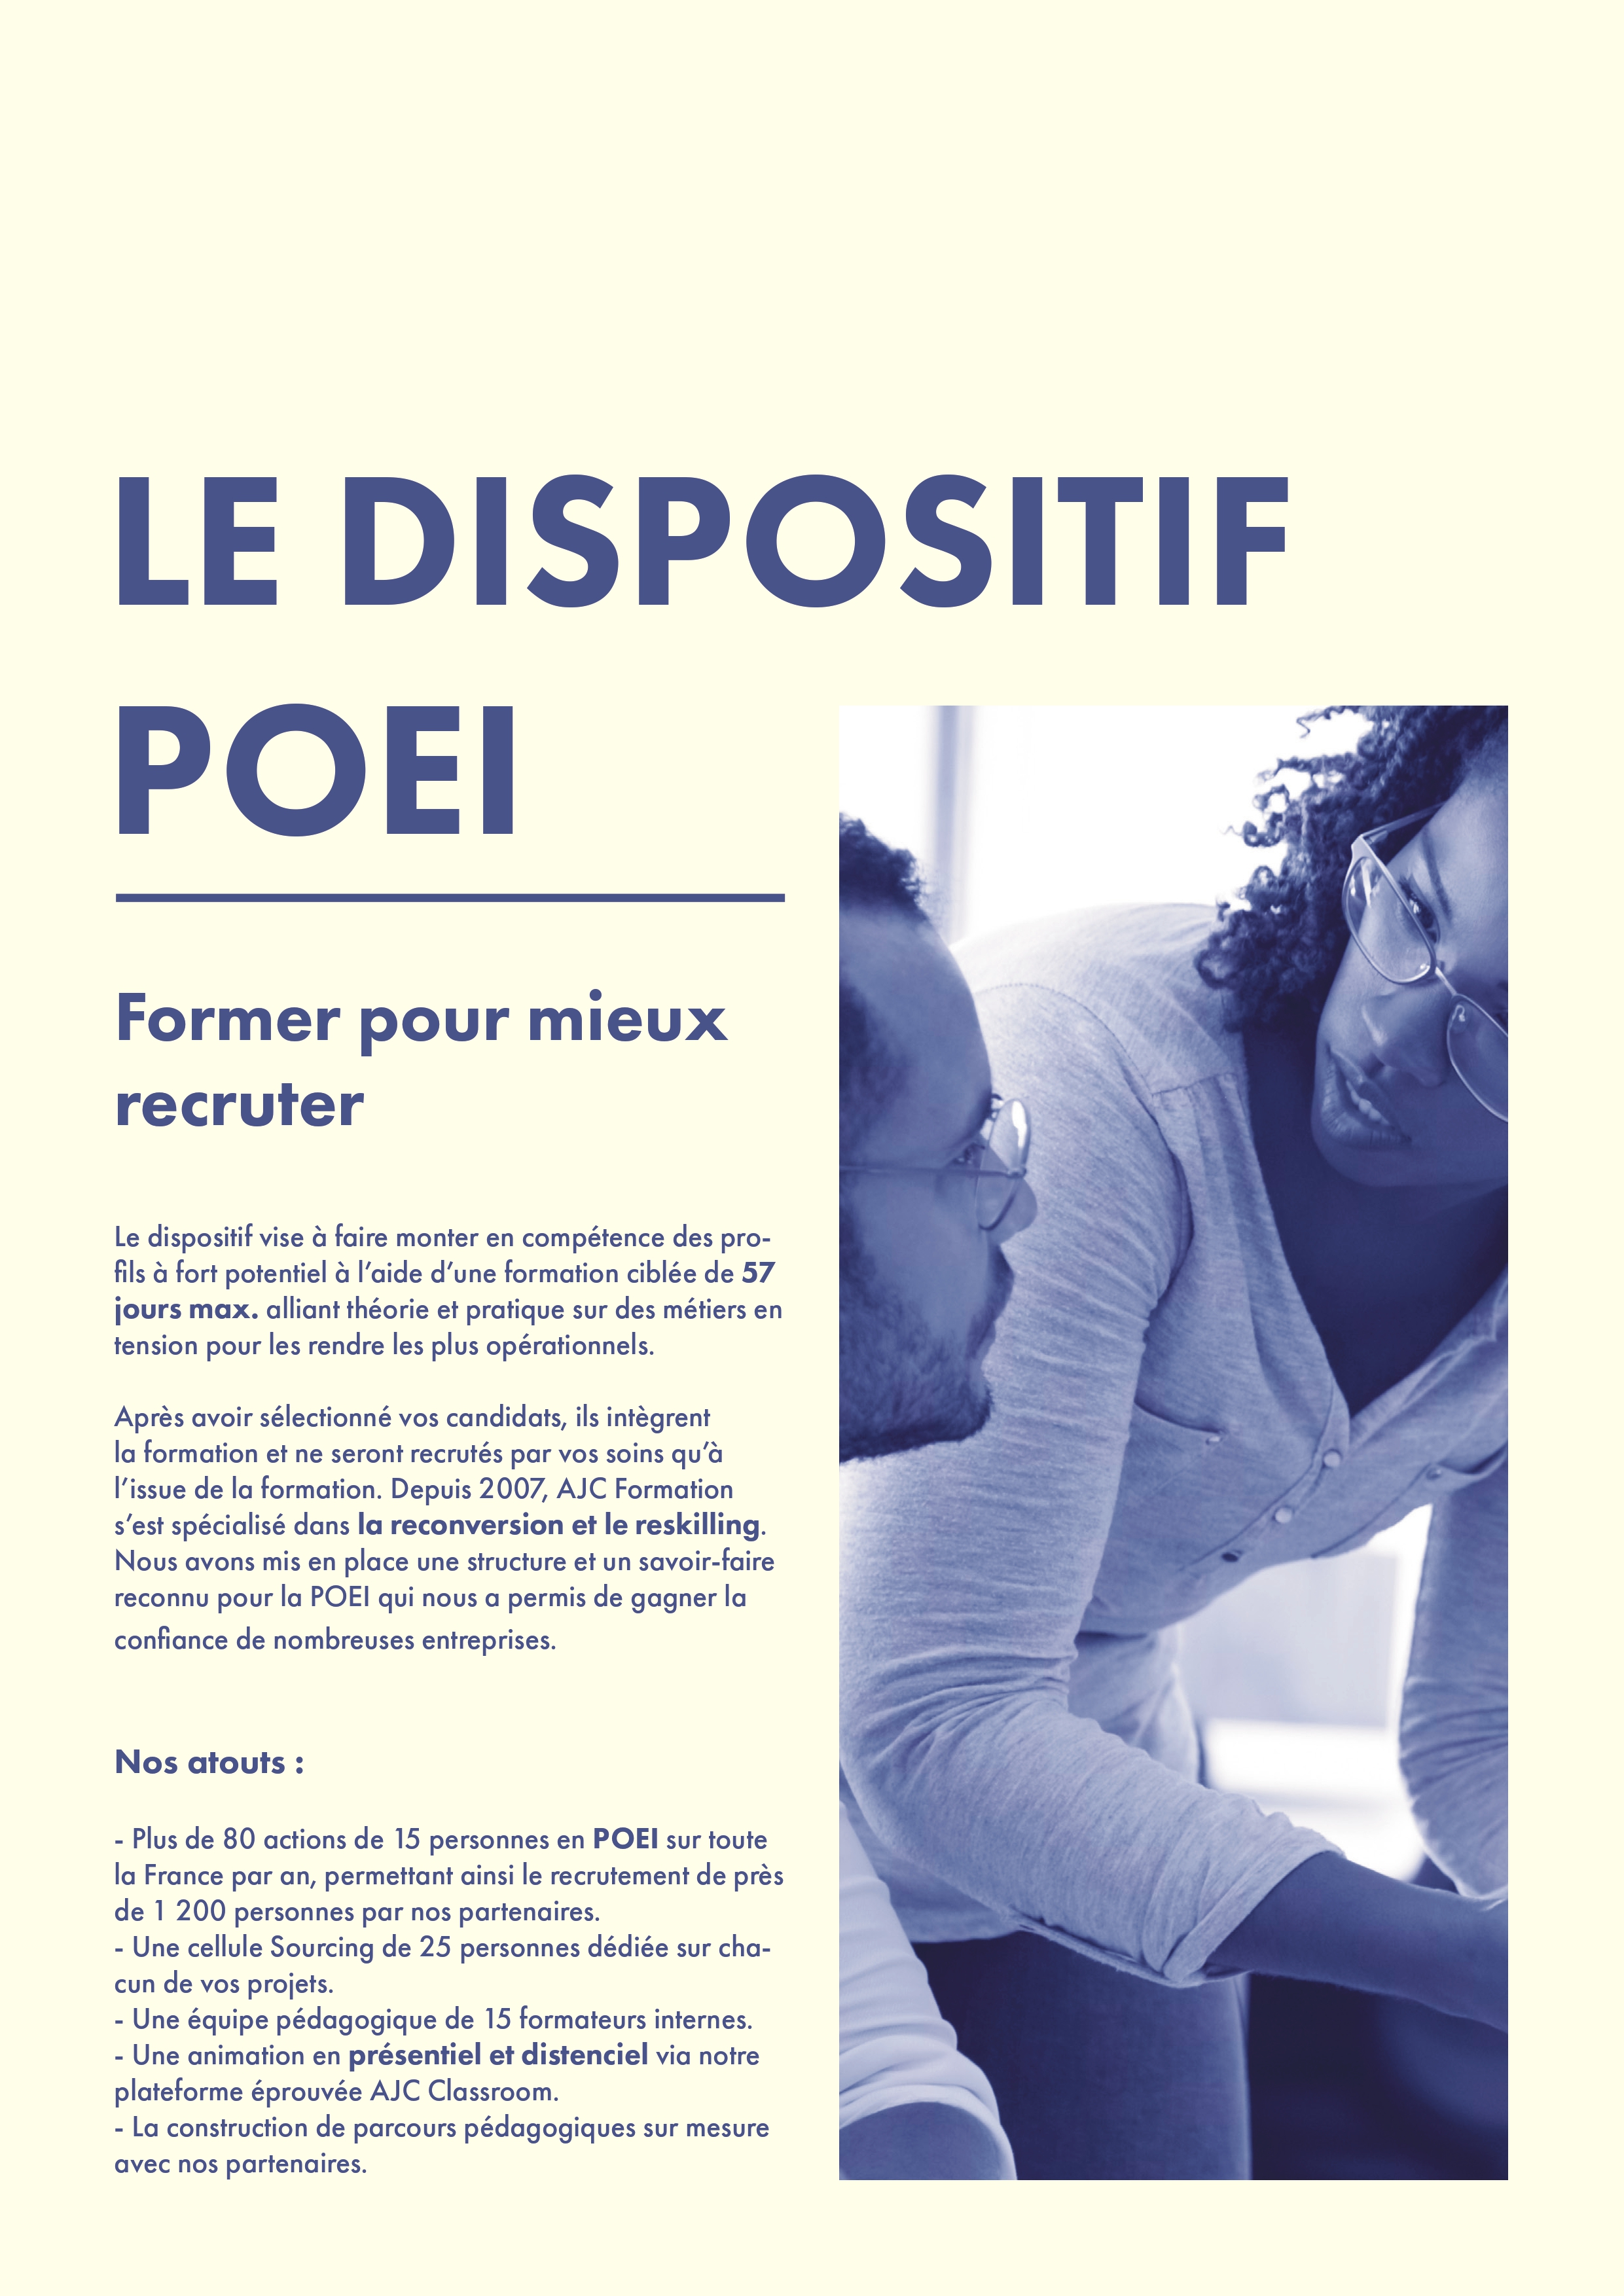 LE DISPOSITIF
POEI
Former pour mieux
recruter
Le dispositif vise à faire monter en compétence des pro-
fils à fort potentiel à l'aide d'une formation ciblée de 57
jours max. alliant théorie et pratique sur des métiers en
tension pour les rendre les plus opérationnels.
Après avoir sélectionné vos candidats, ils intègrent
la formation et ne seront recrutés par vos soins qu'à
l'issue de la formation. Depuis 2007, AJC Formation
s'est spécialisé dans la reconversion et le reskilling.
Nous avons mis en place une structure et un savoir-faire
reconnu pour la POEI qui nous a permis de gagner la
confiance de nombreuses entreprises.
Nos atouts :
- Plus de 80 actions de 15 personnes en POEI sur toute
la France par an, permettant ainsi le recrutement de près
de 1 200 personnes par nos partenaires.
- Une cellule Sourcing de 25 personnes dédiée sur cha-
cun de vos projets.
- Une équipe pédagogique de 15 formateurs internes.
- Une animation en présentiel et distenciel via notre
plateforme éprouvée AJC Classroom.
- La construction de parcours pédagogiques sur mesure
avec nos partenaires.